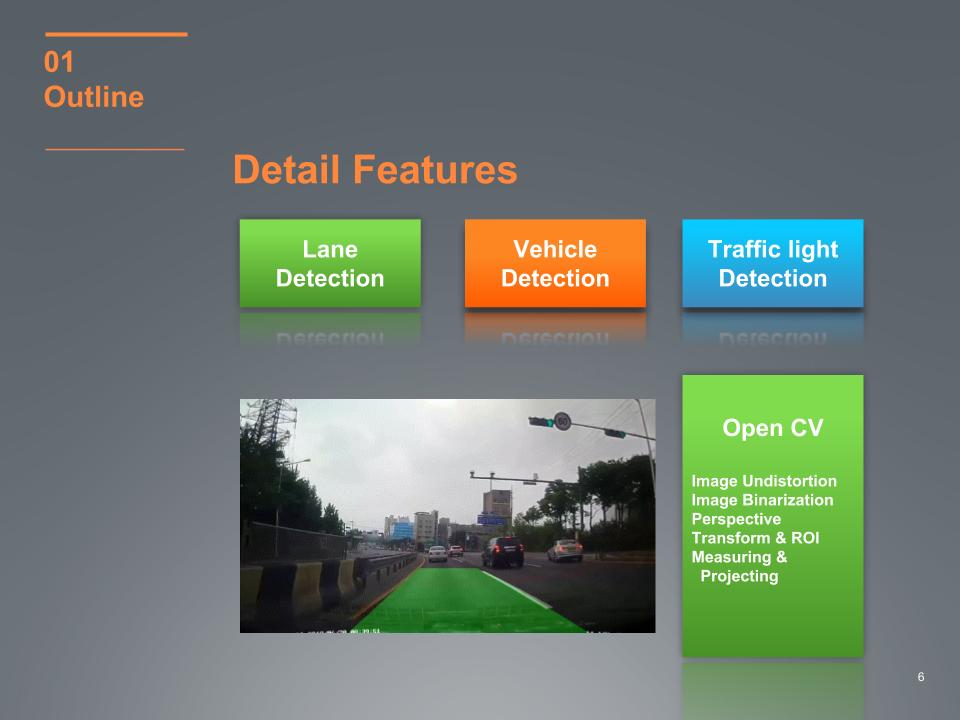 01
Outline
Detail Features
Lane
Detection
Vehicle
Detection
Traffic light
Detection
Open CV
Image Undistortion
Image Binarization
Perspective
Transform & ROI
Measuring &
Projecting
6